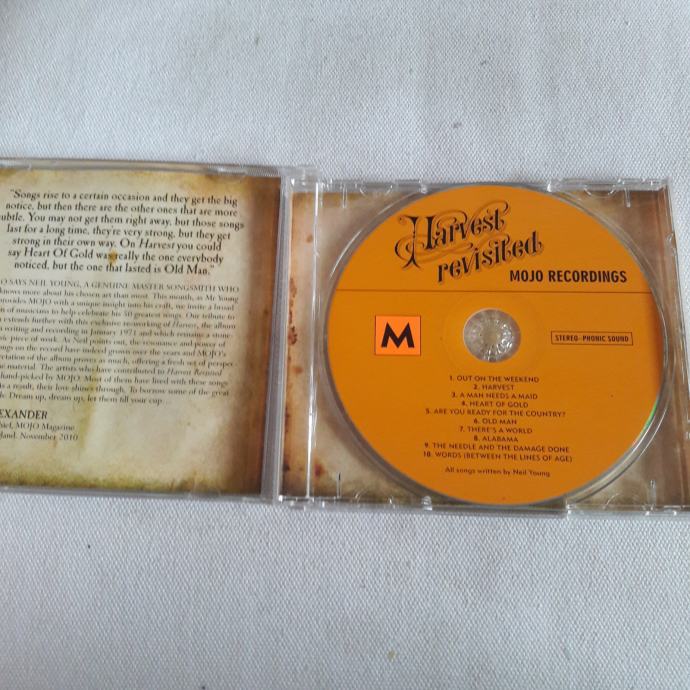 "Songs rise to a certain occasion and they get the big
notice, but then there are the other ones that are more
ubtle. You may not get them right away, but those songs
last for a long time, they're very strong, but they get
strong in their own way. On Harvest you could
say Heart Of Gold was really the one everybody
noticed, but the one that lasted is Old Man."
O SAYS NEIL YOUNG, A GENUINE MASTER SONGSMITH WHO
knows more about his chosen art than most. This month, as Mr Young
provides MOJO with a unique insight into his craft, we invite a broad
of musicians to help celebrate his 50 greatest songs. Our tribute to
extends further with this exclusive re-working of Harvest, the album
writing and recording in January 1971 and which remains a stone-
sic piece of work. As Neil points out, the resonance and power of
ngs on the record have indeed grown over the years and MOJO's
retation of the album proves as much, offering a fresh set of perspec-
e material. The artists who have contributed to Harvest Revisited
hand-picked by MOJO. Most of them have lived with these songs
As a result, their love shines through. To borrow some of the great
k: Dream up, dream up, let them fill your cup...
EXANDER
hief, MOJO Magazine
gland. November 2010
Harvest
revisited
MOJO RECORDINGS
M
STEREO-PHONIC SOUND
1. OUT ON THE WEEKEND
2. HARVEST
3. A MAN NEEDS A MAID
4. HEART OF GOLD
5. ARE YOU READY FOR THE COUNTRY?
6. OLD MAN
7. THERE'S A WORLD
8. ALABAMA
9. THE NEEDLE AND THE DAMAGE DONE
10. WORDS (BETWEEN THE LINES OF AGE)
All songs written by Neil Young